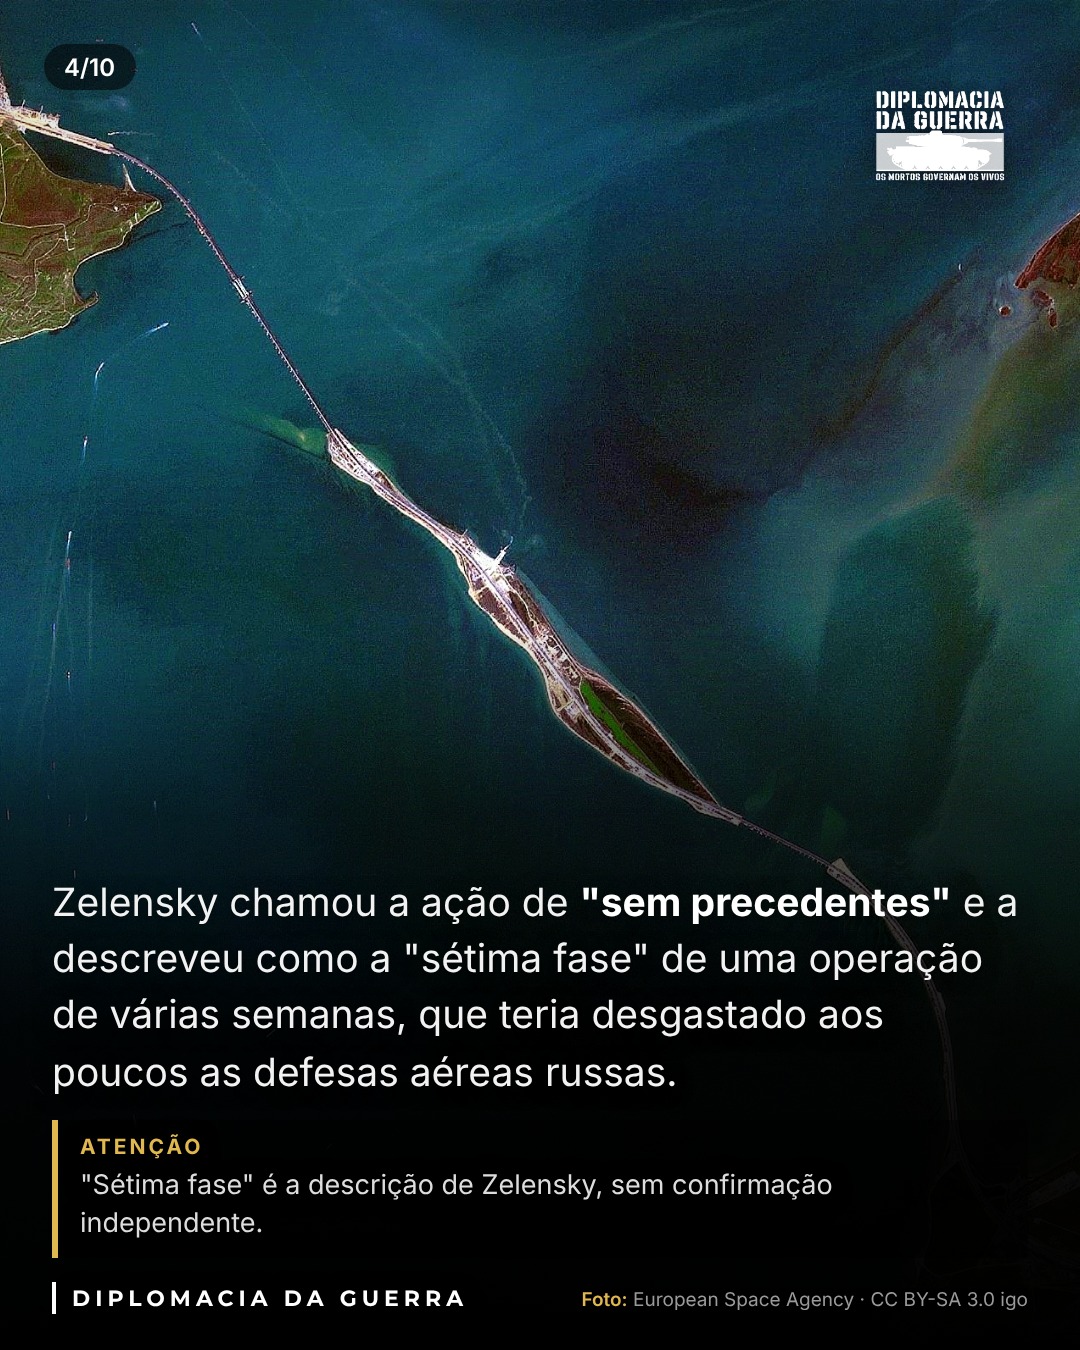 4/10
DIPLOMACIA
DA GUERRA
OS MORTOS GOVERNAM OS VIVOS
Zelensky chamou a ação de "sem precedentes" e a
descreveu como a "sétima fase" de uma operação
de várias semanas, que teria desgastado aos
poucos as defesas aéreas russas.
ATENÇÃO
"Sétima fase" é a descrição de Zelensky, sem confirmação
independente.
DIPLOMACIA DA GUERRA
Foto: European Space Agency · CC BY-SA 3.0 igo